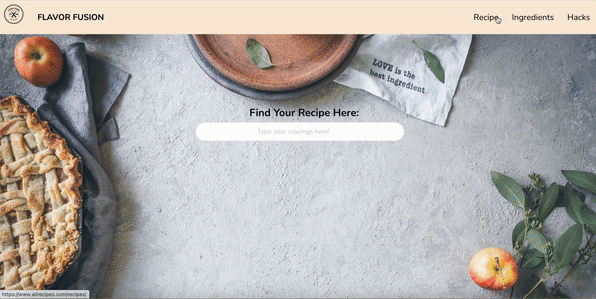 FLAVOR FUSION
Recipe
Ingredients
Hacks
LOVE is the
best ingredient
Find Your Recipe Here:
Type your cravings here!
https://www.allrecipes.com/recipes/